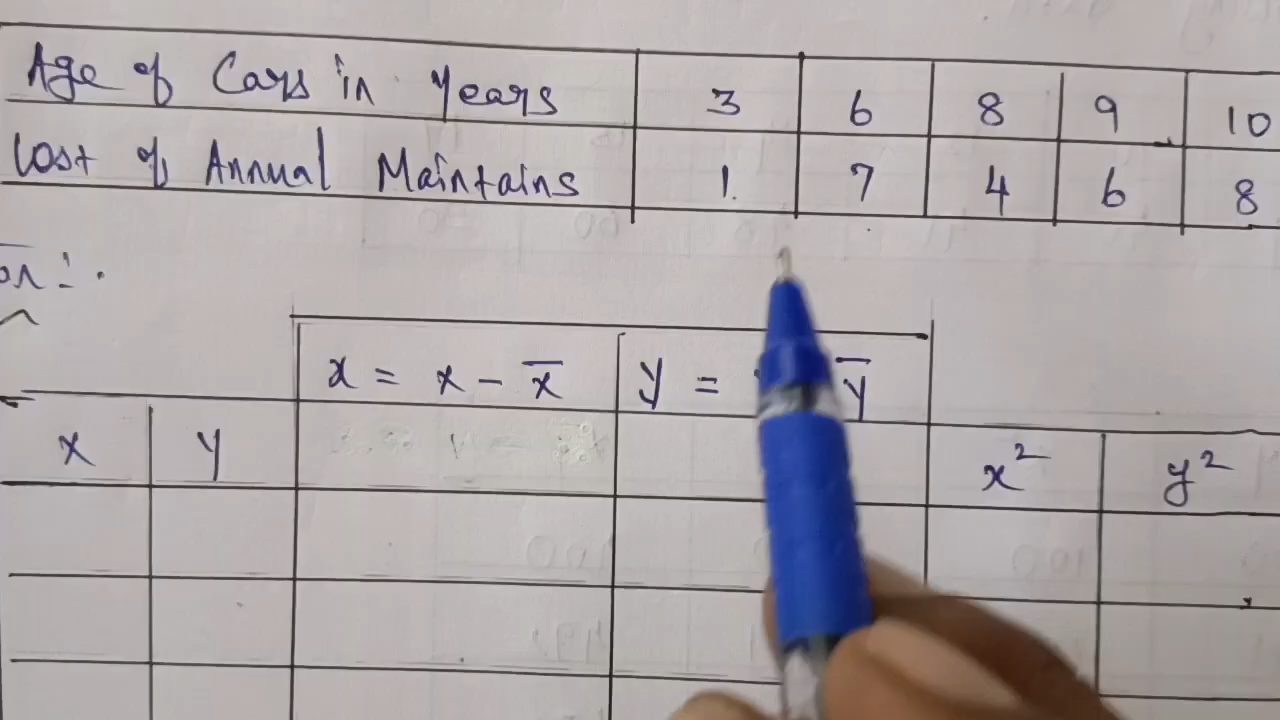 Age of Cars in years 3 6 8 9 10
Cost of Annual Maintains 1. 7 4 6 8
x = x - x̅ y = y̅
x y x² y²